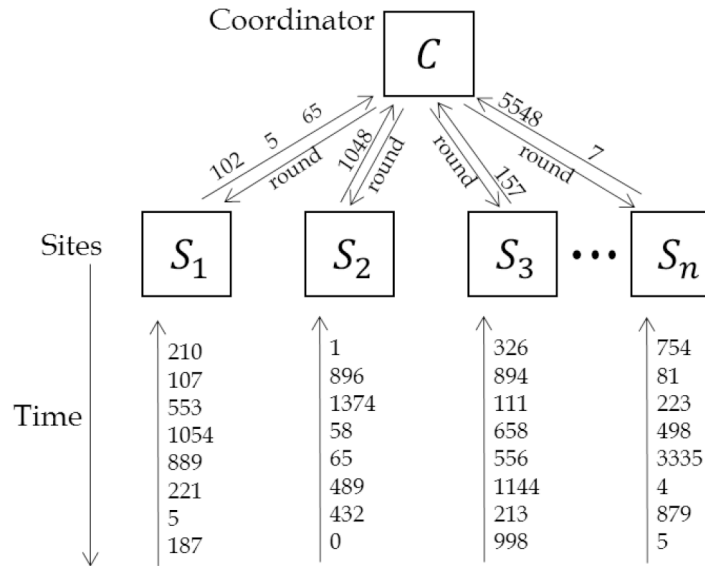 Coordinator
C
102 5 65
round
1048
round
round
157
5548 7
round
Sites
S₁
S₂
S₃
•••
Sₙ
Time
210
107
553
1054
889
221
5
187
1
896
1374
58
65
489
432
0
326
894
111
658
556
1144
213
998
754
81
223
498
3335
4
879
5